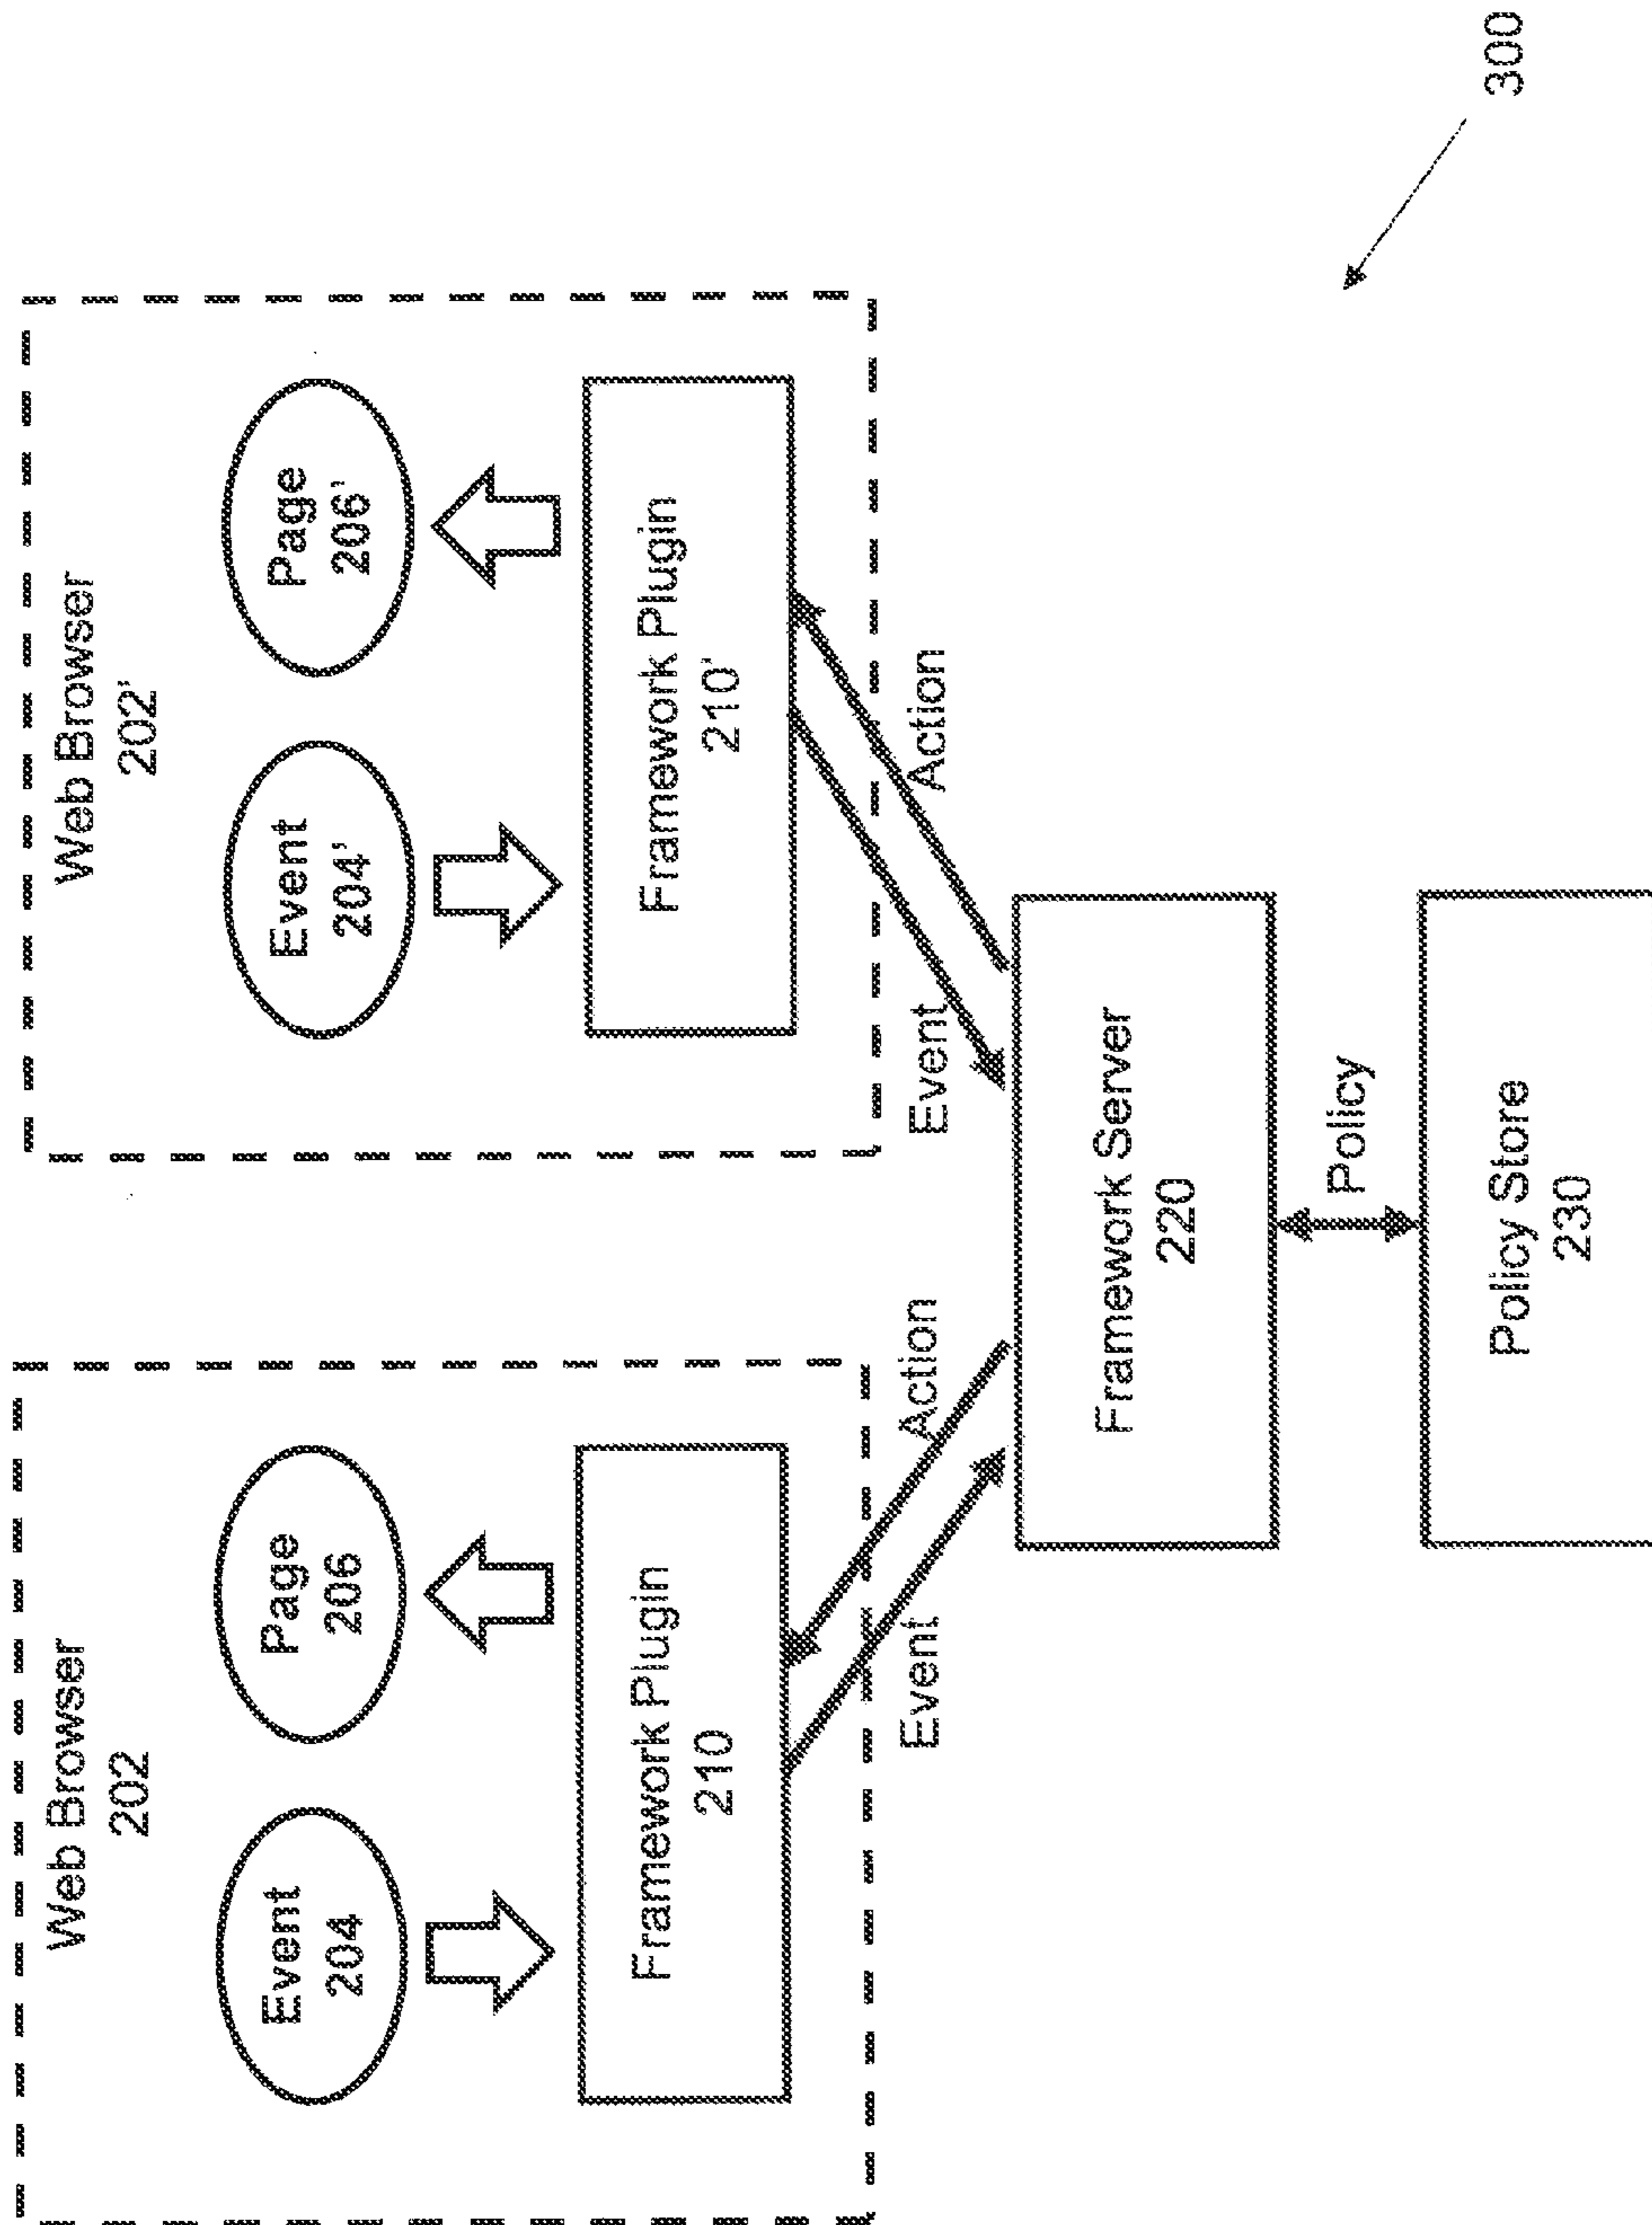 Web Browser
202
Event
204
Page
206
Framework Plugin
210
Event
Action
Web Browser
202'
Event
204'
Page
206'
Framework Plugin
210'
Event
Action
Framework Server
220
Policy
Policy Store
230
300